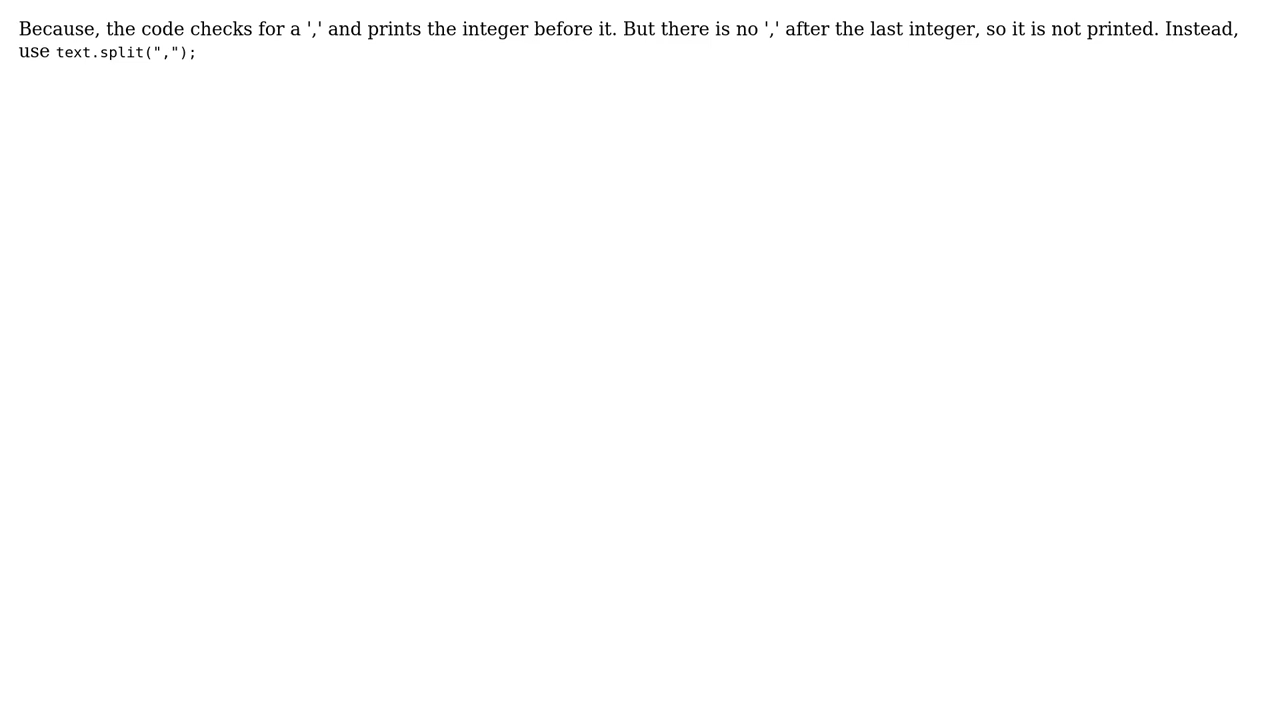 Because, the code checks for a ',' and prints the integer before it. But there is no ',' after the last integer, so it is not printed. Instead,
use text.split(",");